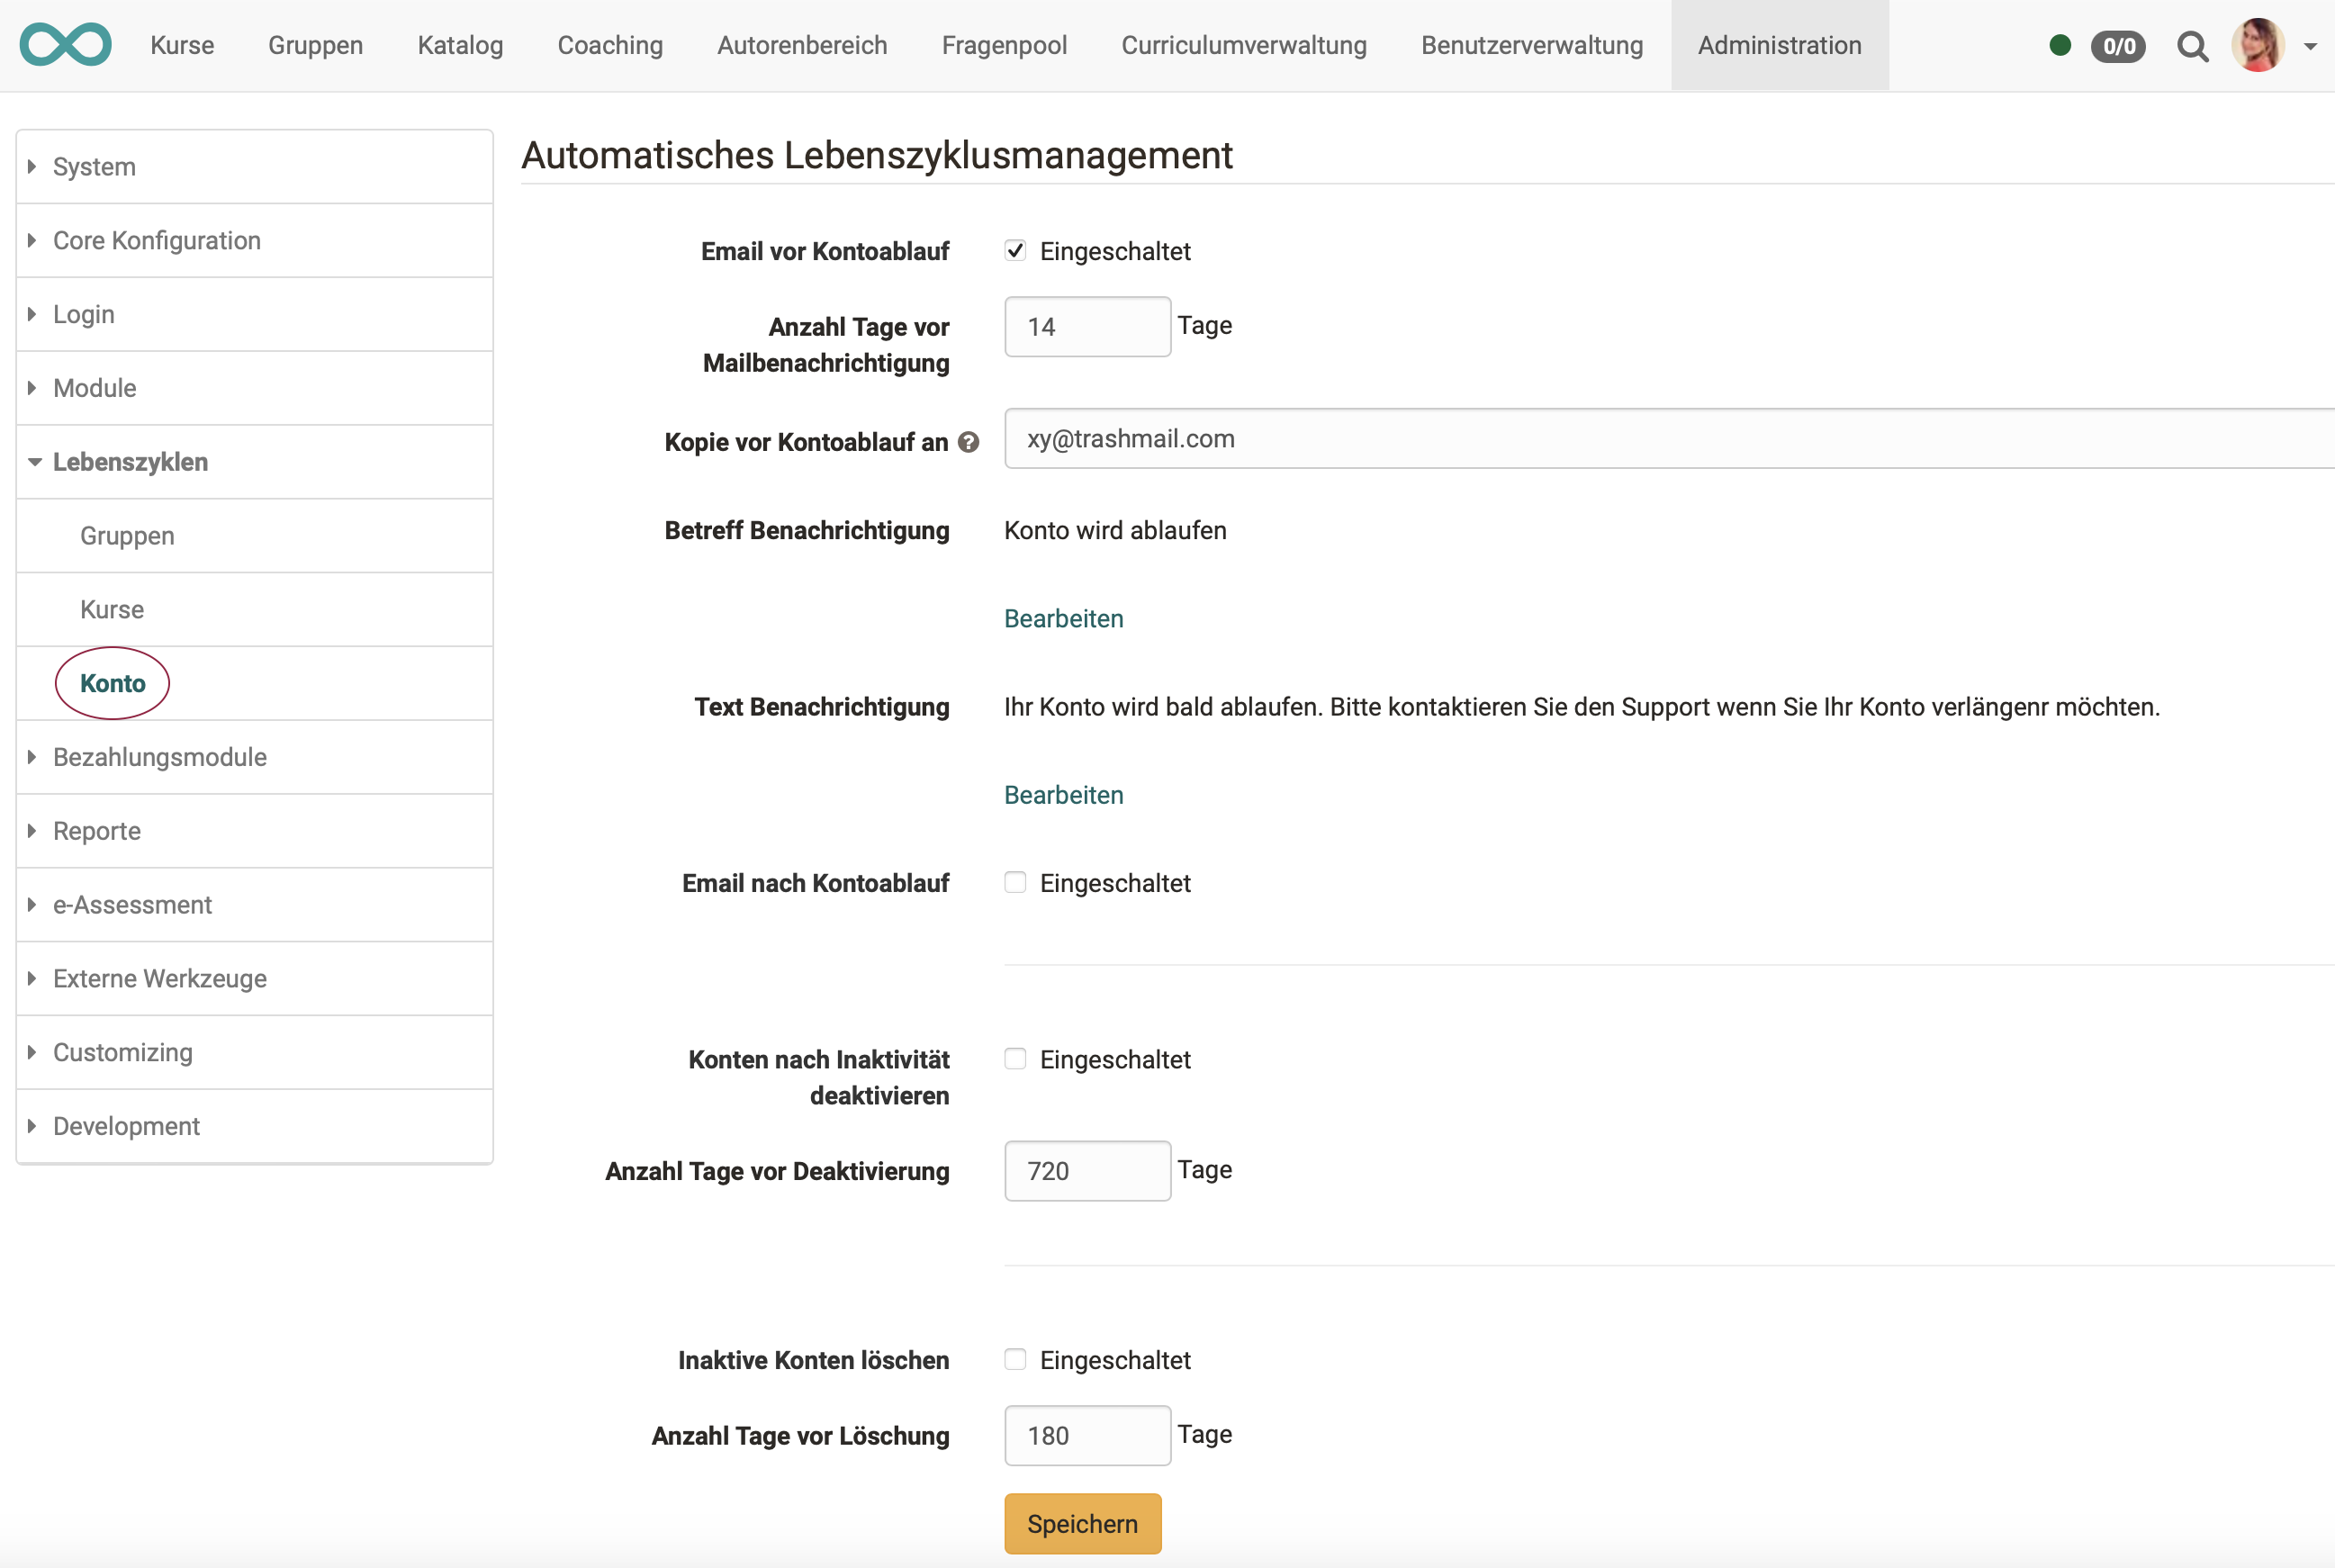 Kurse Gruppen Katalog Coaching Autorenbereich Fragenpool Curriculumverwaltung Benutzerverwaltung Administration 0/0
System
Core Konfiguration
Login
Module
Lebenszyklen
Gruppen
Kurse
Konto
Bezahlungsmodule
Reporte
e-Assessment
Externe Werkzeuge
Customizing
Development
Automatisches Lebenszyklusmanagement
Email vor Kontoablauf Eingeschaltet
Anzahl Tage vor
Mailbenachrichtigung
14 Tage
Kopie vor Kontoablauf an ? xy@trashmail.com
Betreff Benachrichtigung Konto wird ablaufen
Bearbeiten
Text Benachrichtigung Ihr Konto wird bald ablaufen. Bitte kontaktieren Sie den Support wenn Sie Ihr Konto verlängenr möchten.
Bearbeiten
Email nach Kontoablauf Eingeschaltet
Konten nach Inaktivität
deaktivieren
Eingeschaltet
Anzahl Tage vor Deaktivierung 720 Tage
Inaktive Konten löschen Eingeschaltet
Anzahl Tage vor Löschung 180 Tage
Speichern